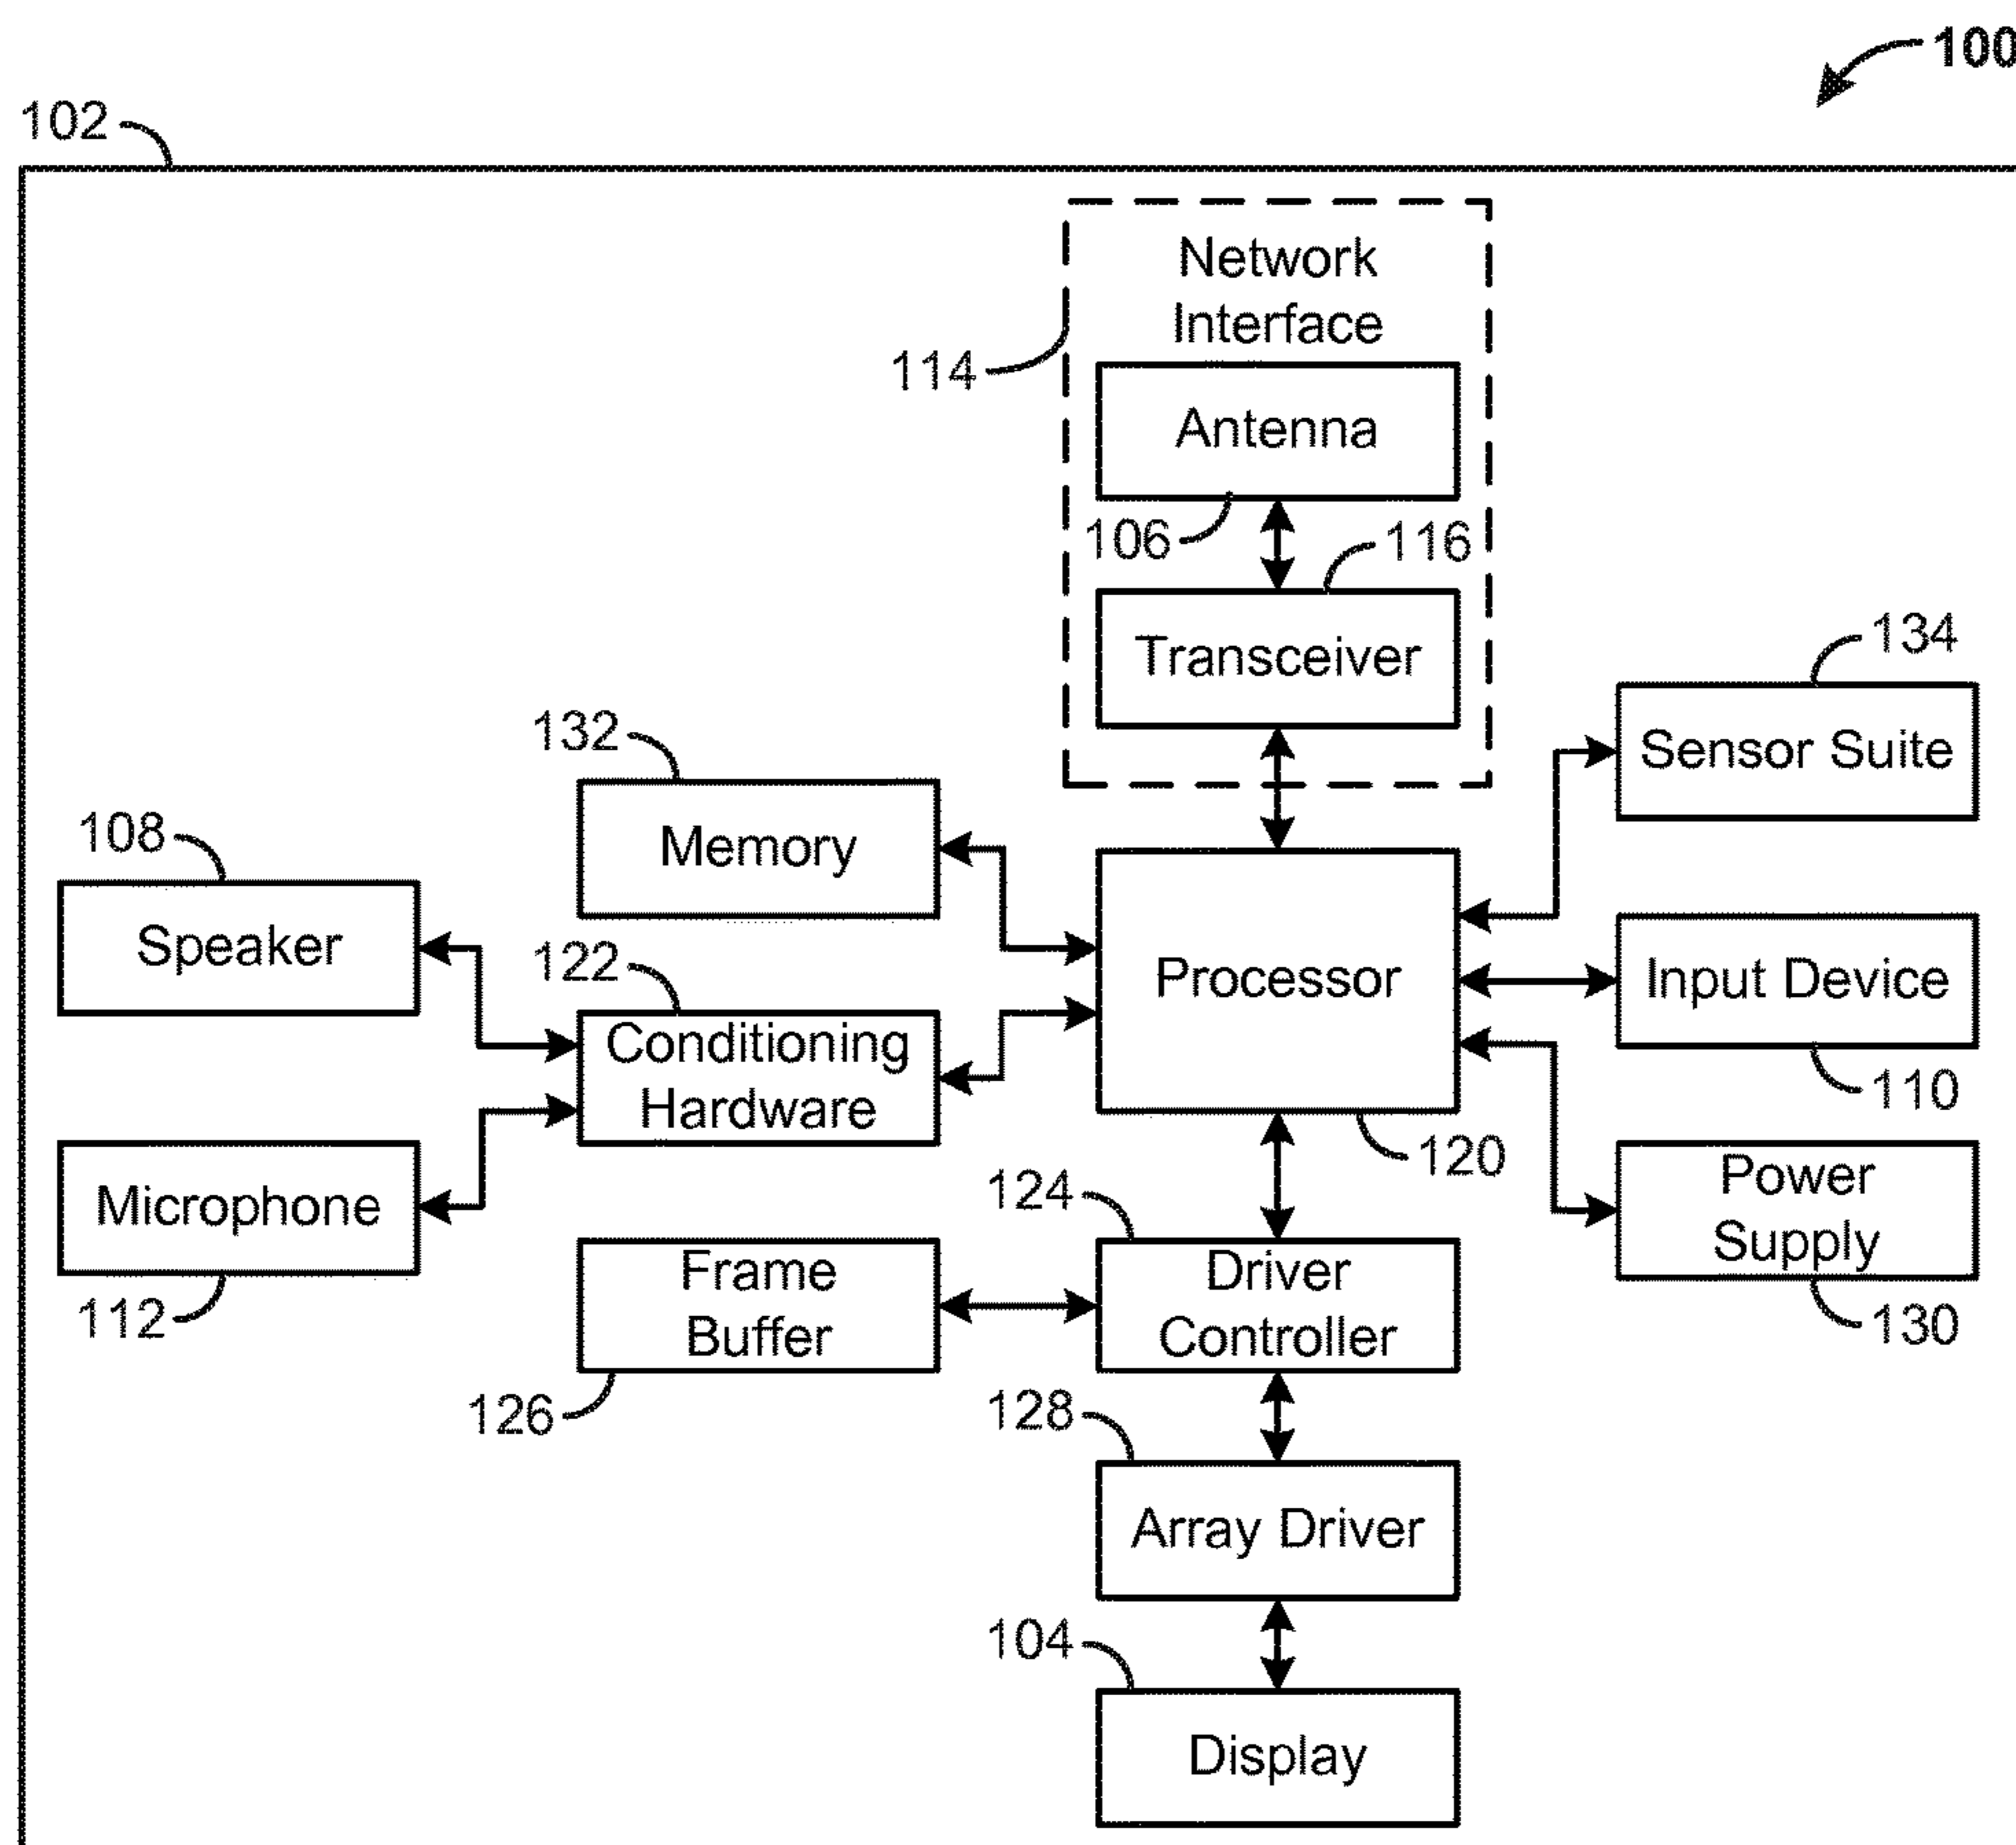 100
102
Network
Interface
114
Antenna
106
116
Transceiver
134
Sensor Suite
132
Memory
108
Speaker
Processor
Input Device
122
Conditioning
Hardware
110
120
Microphone
Power
Supply
124
112
Frame
Buffer
Driver
Controller
130
126
128
Array Driver
104
Display